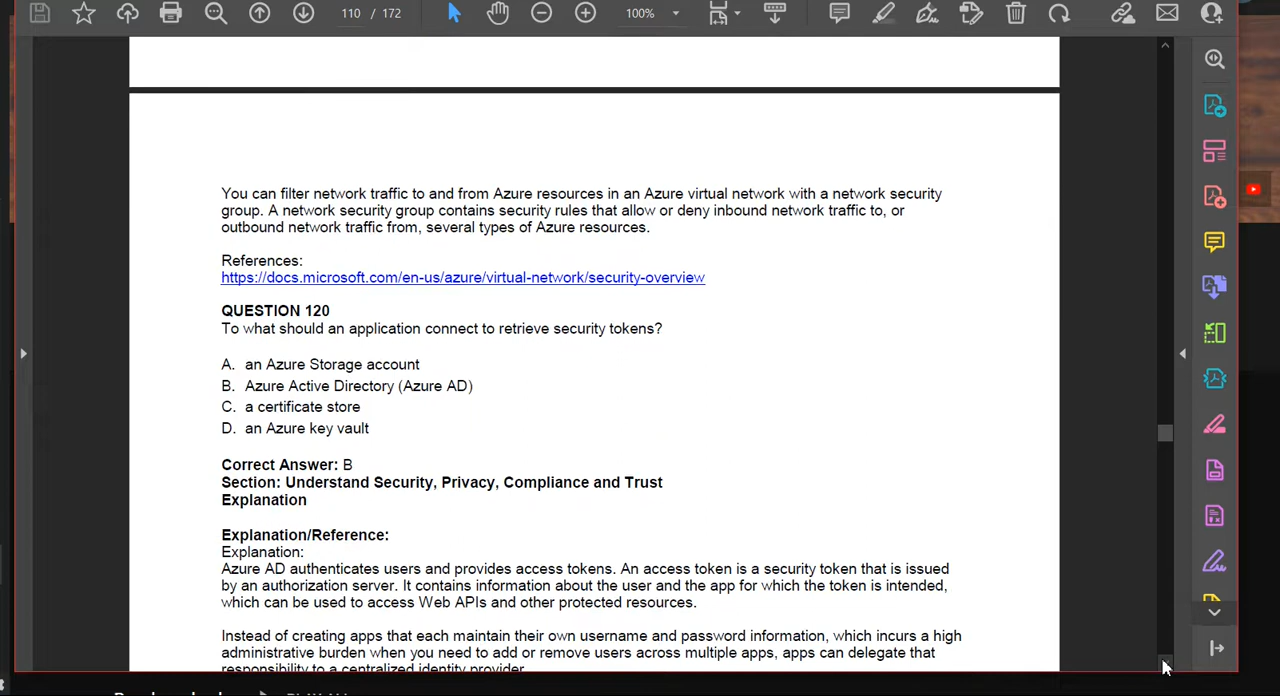 110 / 172
100%
You can filter network traffic to and from Azure resources in an Azure virtual network with a network security
group. A network security group contains security rules that allow or deny inbound network traffic to, or
outbound network traffic from, several types of Azure resources.
References:
https://docs.microsoft.com/en-us/azure/virtual-network/security-overview
QUESTION 120
To what should an application connect to retrieve security tokens?
A. an Azure Storage account
B. Azure Active Directory (Azure AD)
C. a certificate store
D. an Azure key vault
Correct Answer: B
Section: Understand Security, Privacy, Compliance and Trust
Explanation
Explanation/Reference:
Explanation:
Azure AD authenticates users and provides access tokens. An access token is a security token that is issued
by an authorization server. It contains information about the user and the app for which the token is intended,
which can be used to access Web APIs and other protected resources.
Instead of creating apps that each maintain their own username and password information, which incurs a high
administrative burden when you need to add or remove users across multiple apps, apps can delegate that
responsibility to a centralized identity provider.